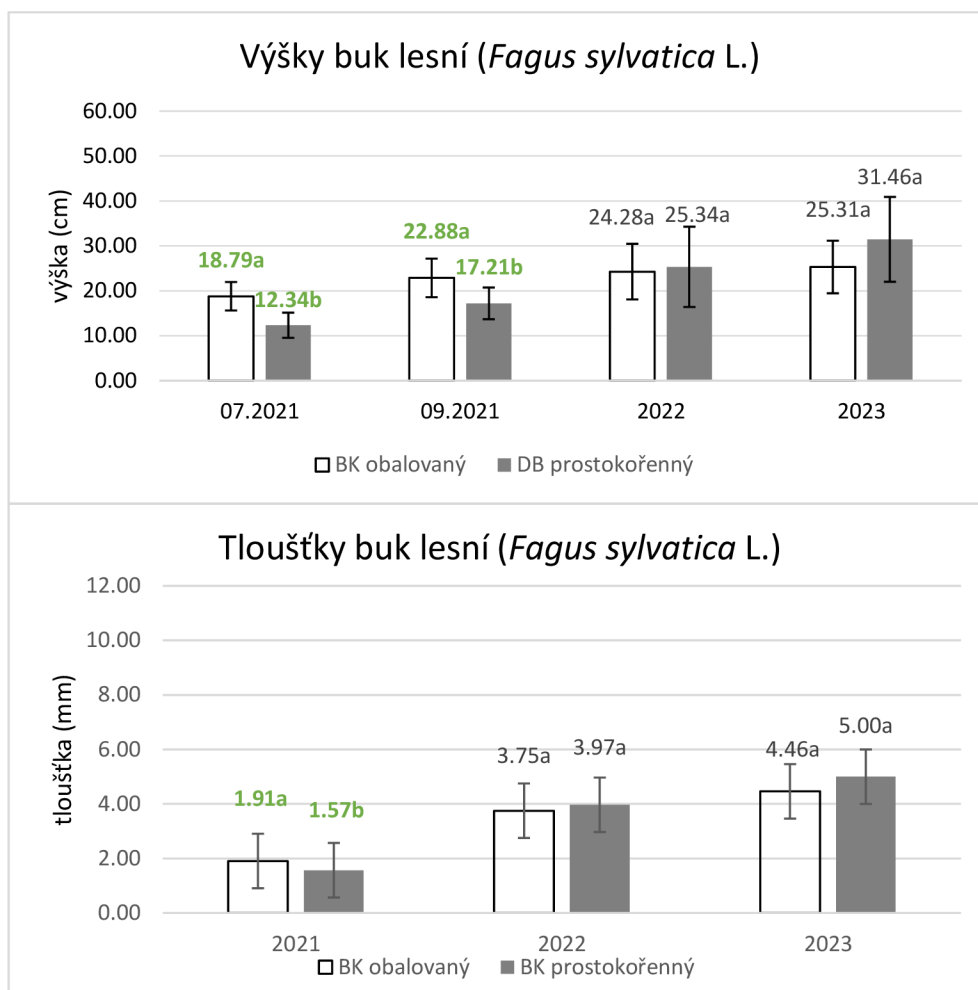 Výšky buk lesní (Fagus sylvatica L.)
60.00
50.00
40.00
30.00
20.00
10.00
0.00
výška (cm)
18.79a
12.34b
22.88a
17.21b
24.28a
25.34a
25.31a
31.46a
07.2021
09.2021
2022
2023
BK obalovaný
DB prostokořenný
Tloušťky buk lesní (Fagus sylvatica L.)
12.00
10.00
8.00
6.00
4.00
2.00
0.00
tloušťka (mm)
1.91a
1.57b
3.75a
3.97a
4.46a
5.00a
2021
2022
2023
BK obalovaný
BK prostokořenný